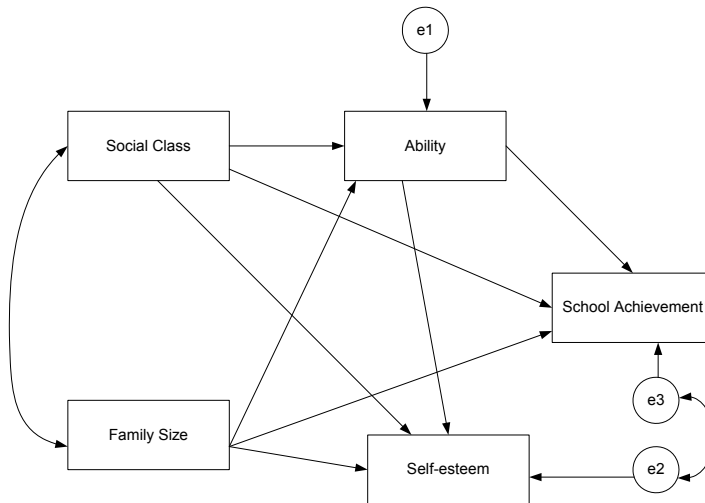 e1
Social Class
Ability
School Achievement
e3
Family Size
Self-esteem
e2